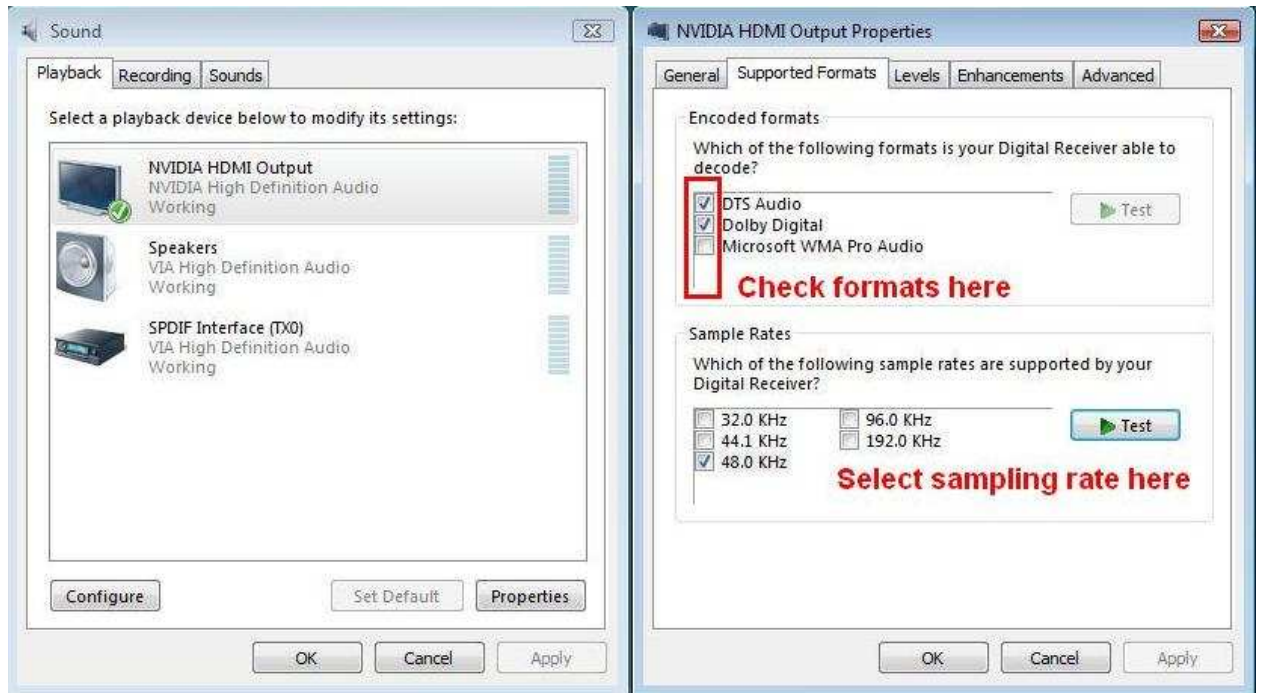 Sound
Playback Recording Sounds
Select a playback device below to modify its settings:
NVIDIA HDMI Output
NVIDIA High Definition Audio
Working
Speakers
VIA High Definition Audio
Working
SPDIF Interface (TX0)
VIA High Definition Audio
Working
Configure Set Default Properties
OK Cancel Apply
NVIDIA HDMI Output Properties
General Supported Formats Levels Enhancements Advanced
Encoded formats
Which of the following formats is your Digital Receiver able to
decode?
DTS Audio
Dolby Digital
Microsoft WMA Pro Audio
Test
Check formats here
Sample Rates
Which of the following sample rates are supported by your
Digital Receiver?
32.0 KHz 96.0 KHz
44.1 KHz 192.0 KHz
48.0 KHz
Test
Select sampling rate here
OK Cancel Apply